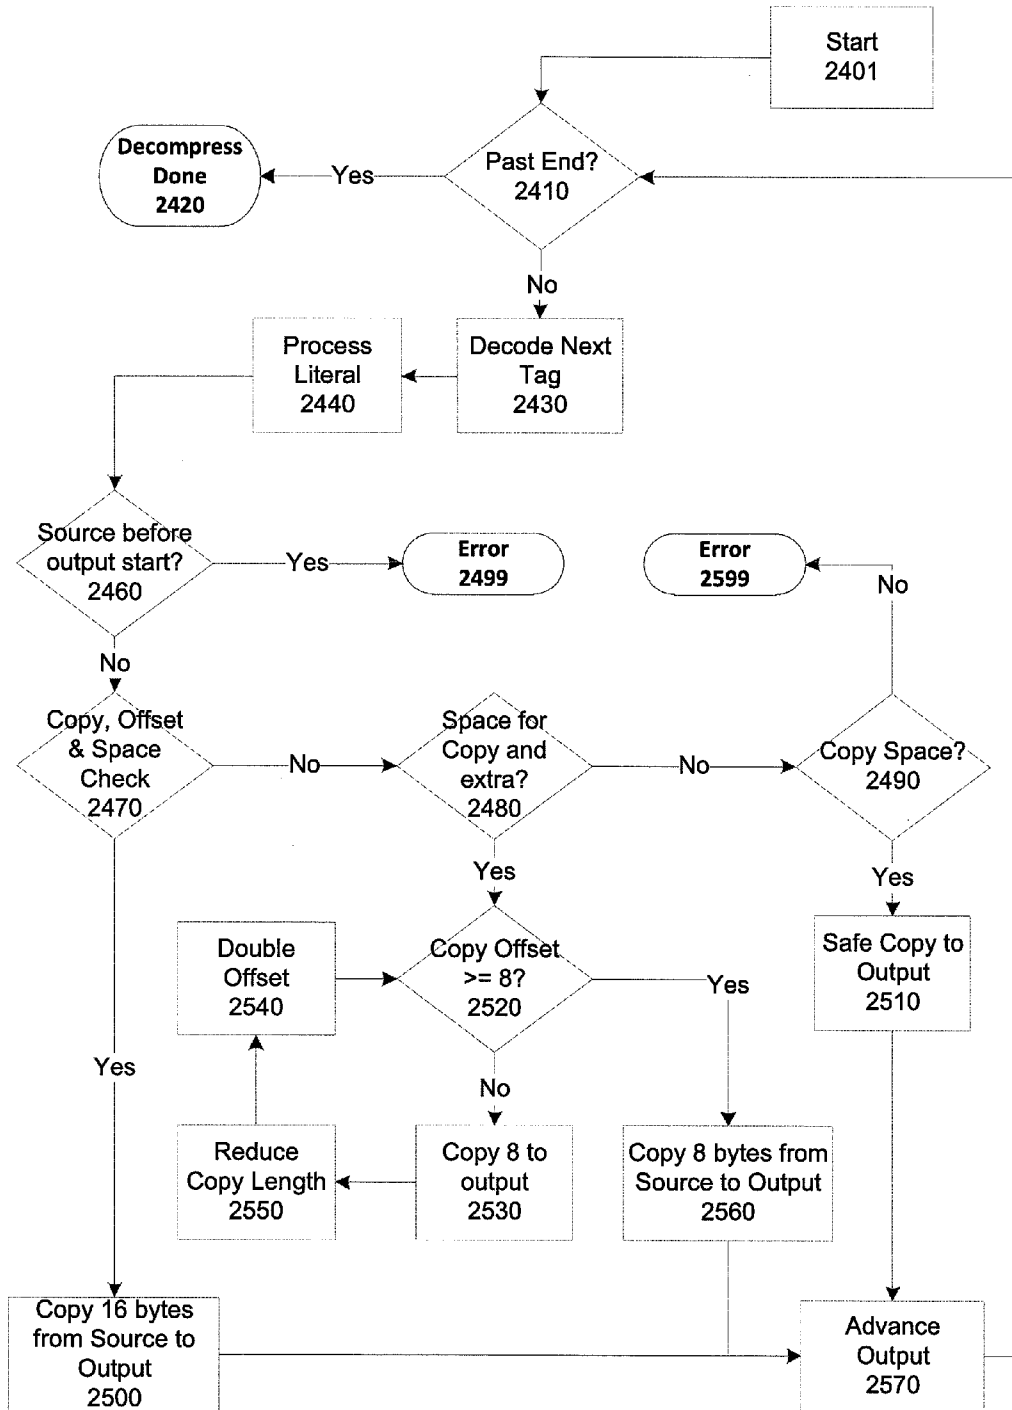 Start
2401
Decompress
Done
2420
Yes
Past End?
2410
No
Process
Literal
2440
Decode Next
Tag
2430
Source before
output start?
2460
Yes
Error
2499
Error
2599
No
No
Copy, Offset
& Space
Check
2470
No
Space for
Copy and
extra?
2480
No
Copy Space?
2490
Yes
Yes
Double
Offset
2540
Copy Offset
>= 8?
2520
Yes
Safe Copy to
Output
2510
Yes
No
Reduce
Copy Length
2550
Copy 8 to
output
2530
Copy 8 bytes from
Source to Output
2560
Copy 16 bytes
from Source to
Output
2500
Advance
Output
2570